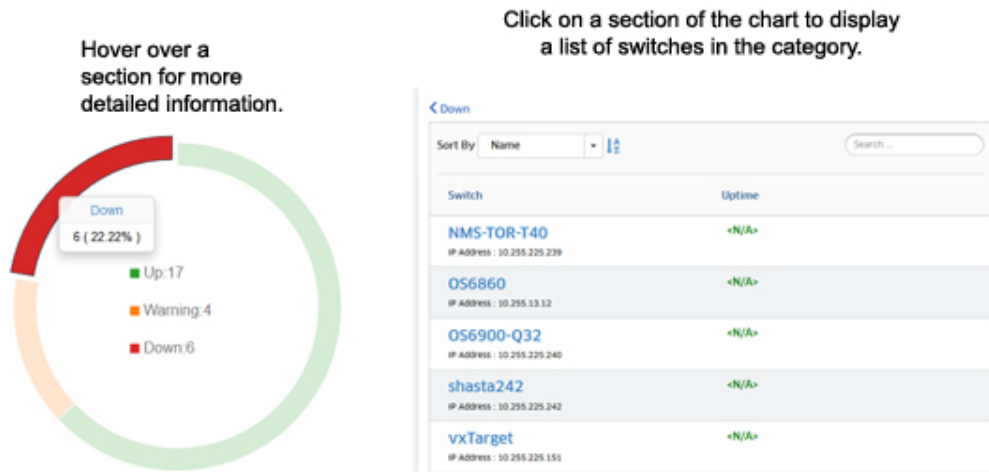 Hover over a
section for more
detailed information.
Down
6 ( 22.22% )
Up:17
Warning:4
Down:6
Click on a section of the chart to display
a list of switches in the category.
Down
Sort By Name
Search ...
Switch Uptime
NMS-TOR-T40 <N/A>
IP Address : 10.255.225.239
OS6860 <N/A>
IP Address : 10.255.13.12
OS6900-Q32 <N/A>
IP Address : 10.255.225.240
shasta242 <N/A>
IP Address : 10.255.225.242
vxTarget <N/A>
IP Address : 10.255.225.151